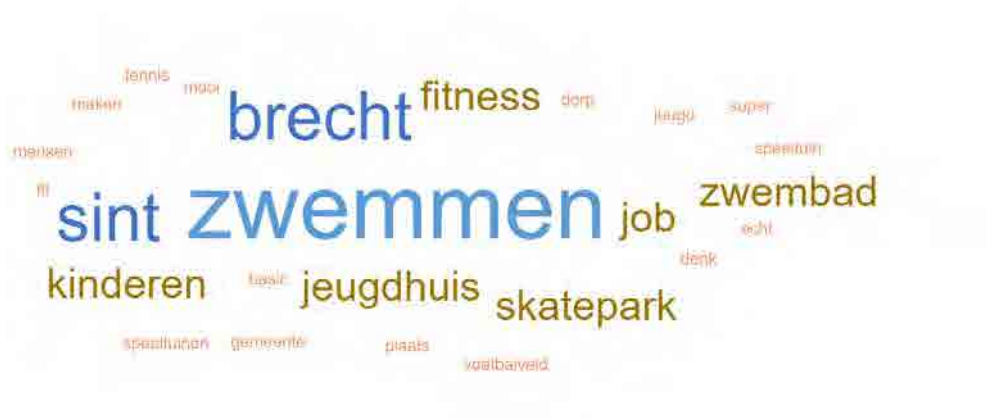 tennis
mooi
brecht fitness dorp
maken
jeugd super
mensen
speeltuin
fit
sint zwemmen job zwembad
echt
denk
kinderen basic jeugdhuis skatepark
speeltuinen gemeente plaats
voetbalveld